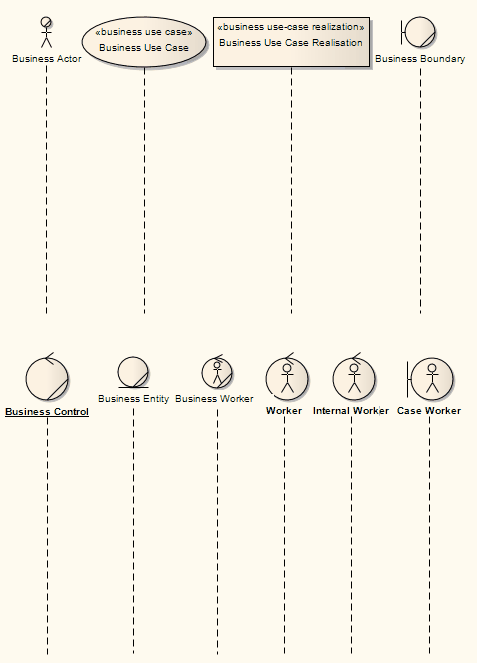 «business use case»
Business Use Case
«business use-case realization»
Business Use Case Realisation
Business Actor
Business Boundary
Business Control
Business Entity
Business Worker
Worker
Internal Worker
Case Worker